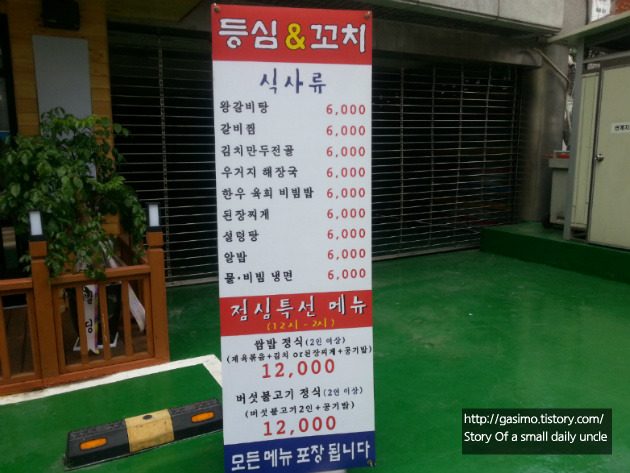 등심&꼬치
식사류
왕갈비탕 6,000
갈비찜 6,000
김치만두전골 6,000
우거지 해장국 6,000
한우 육회 비빔밥 6,000
된장찌개 6,000
설렁탕 6,000
알밥 6,000
물·비빔 냉면 6,000
점심특선 메뉴
(12시-2시)
쌈밥 정식(2인 이상)
(제육볶음+김치 or된장찌개+공기밥)
12,000
버섯불고기 정식(2인 이상)
(버섯불고기2인+공기밥)
12,000
모든메뉴 포장 됩니다
http://gasimo.tistory.com/
Story Of a small daily uncle